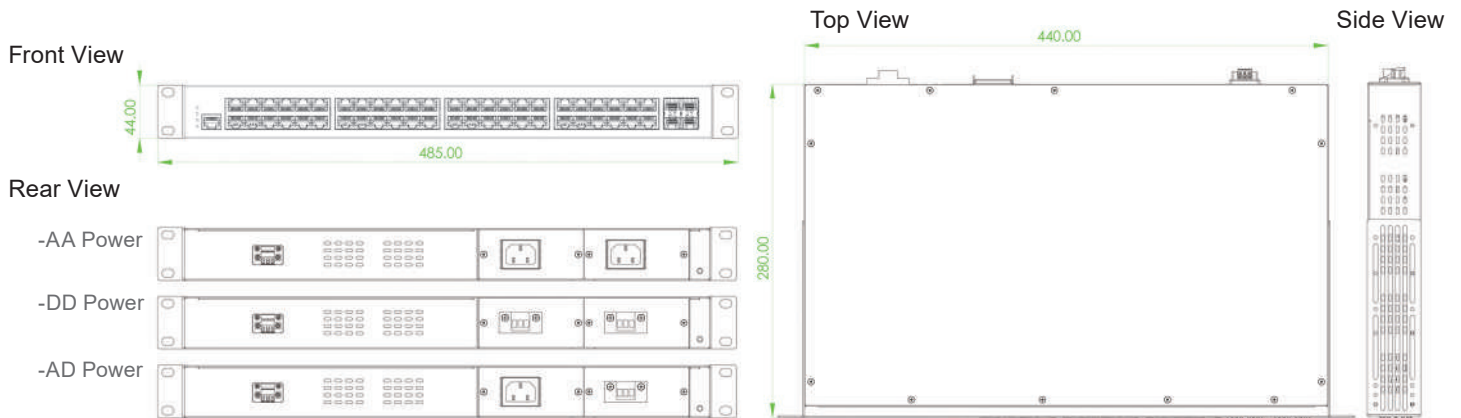 Front View
44.00
485.00
Rear View
-AA Power
-DD Power
-AD Power
Top View
440.00
280.00
Side View